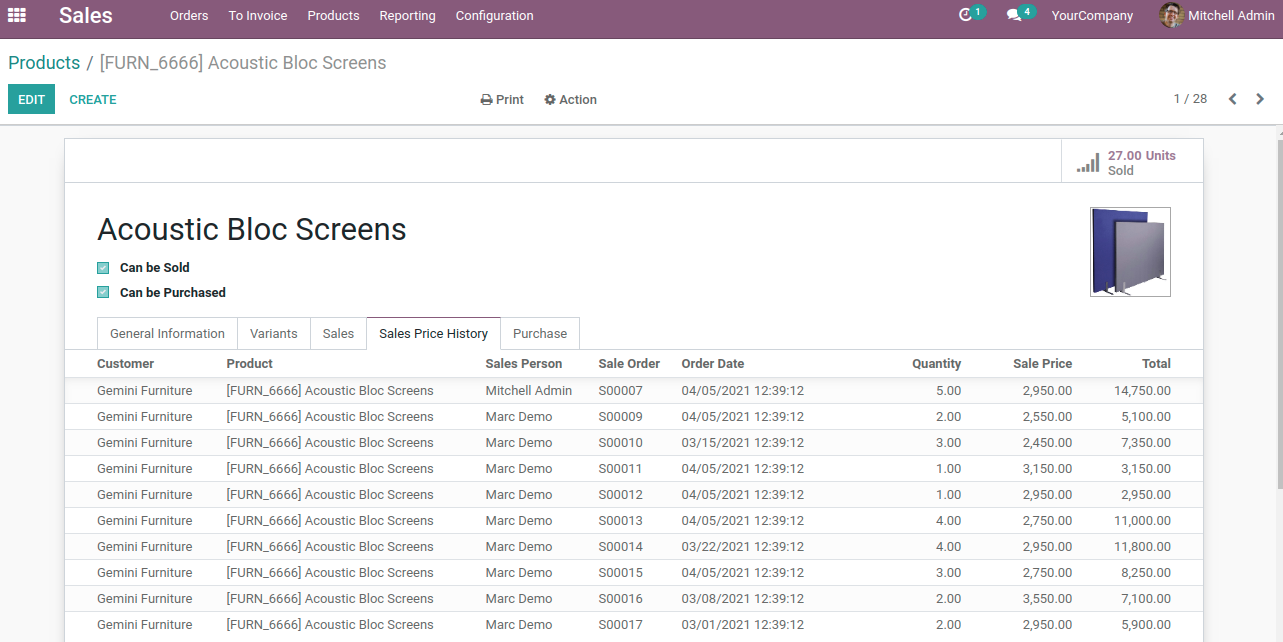 Sales Orders To Invoice Products Reporting Configuration 1 4 YourCompany Mitchell Admin
Products / [FURN_6666] Acoustic Bloc Screens
EDIT CREATE Print Action 1 / 28
27.00 Units
Sold
Acoustic Bloc Screens
Can be Sold
Can be Purchased
General Information Variants Sales Sales Price History Purchase
Customer Product Sales Person Sale Order Order Date Quantity Sale Price Total
Gemini Furniture [FURN_6666] Acoustic Bloc Screens Mitchell Admin S00007 04/05/2021 12:39:12 5.00 2,950.00 14,750.00
Gemini Furniture [FURN_6666] Acoustic Bloc Screens Marc Demo S00009 04/05/2021 12:39:12 2.00 2,550.00 5,100.00
Gemini Furniture [FURN_6666] Acoustic Bloc Screens Marc Demo S00010 03/15/2021 12:39:12 3.00 2,450.00 7,350.00
Gemini Furniture [FURN_6666] Acoustic Bloc Screens Marc Demo S00011 04/05/2021 12:39:12 1.00 3,150.00 3,150.00
Gemini Furniture [FURN_6666] Acoustic Bloc Screens Marc Demo S00012 04/05/2021 12:39:12 1.00 2,950.00 2,950.00
Gemini Furniture [FURN_6666] Acoustic Bloc Screens Marc Demo S00013 04/05/2021 12:39:12 4.00 2,750.00 11,000.00
Gemini Furniture [FURN_6666] Acoustic Bloc Screens Marc Demo S00014 03/22/2021 12:39:12 4.00 2,950.00 11,800.00
Gemini Furniture [FURN_6666] Acoustic Bloc Screens Marc Demo S00015 04/05/2021 12:39:12 3.00 2,750.00 8,250.00
Gemini Furniture [FURN_6666] Acoustic Bloc Screens Marc Demo S00016 03/08/2021 12:39:12 2.00 3,550.00 7,100.00
Gemini Furniture [FURN_6666] Acoustic Bloc Screens Marc Demo S00017 03/01/2021 12:39:12 2.00 2,950.00 5,900.00